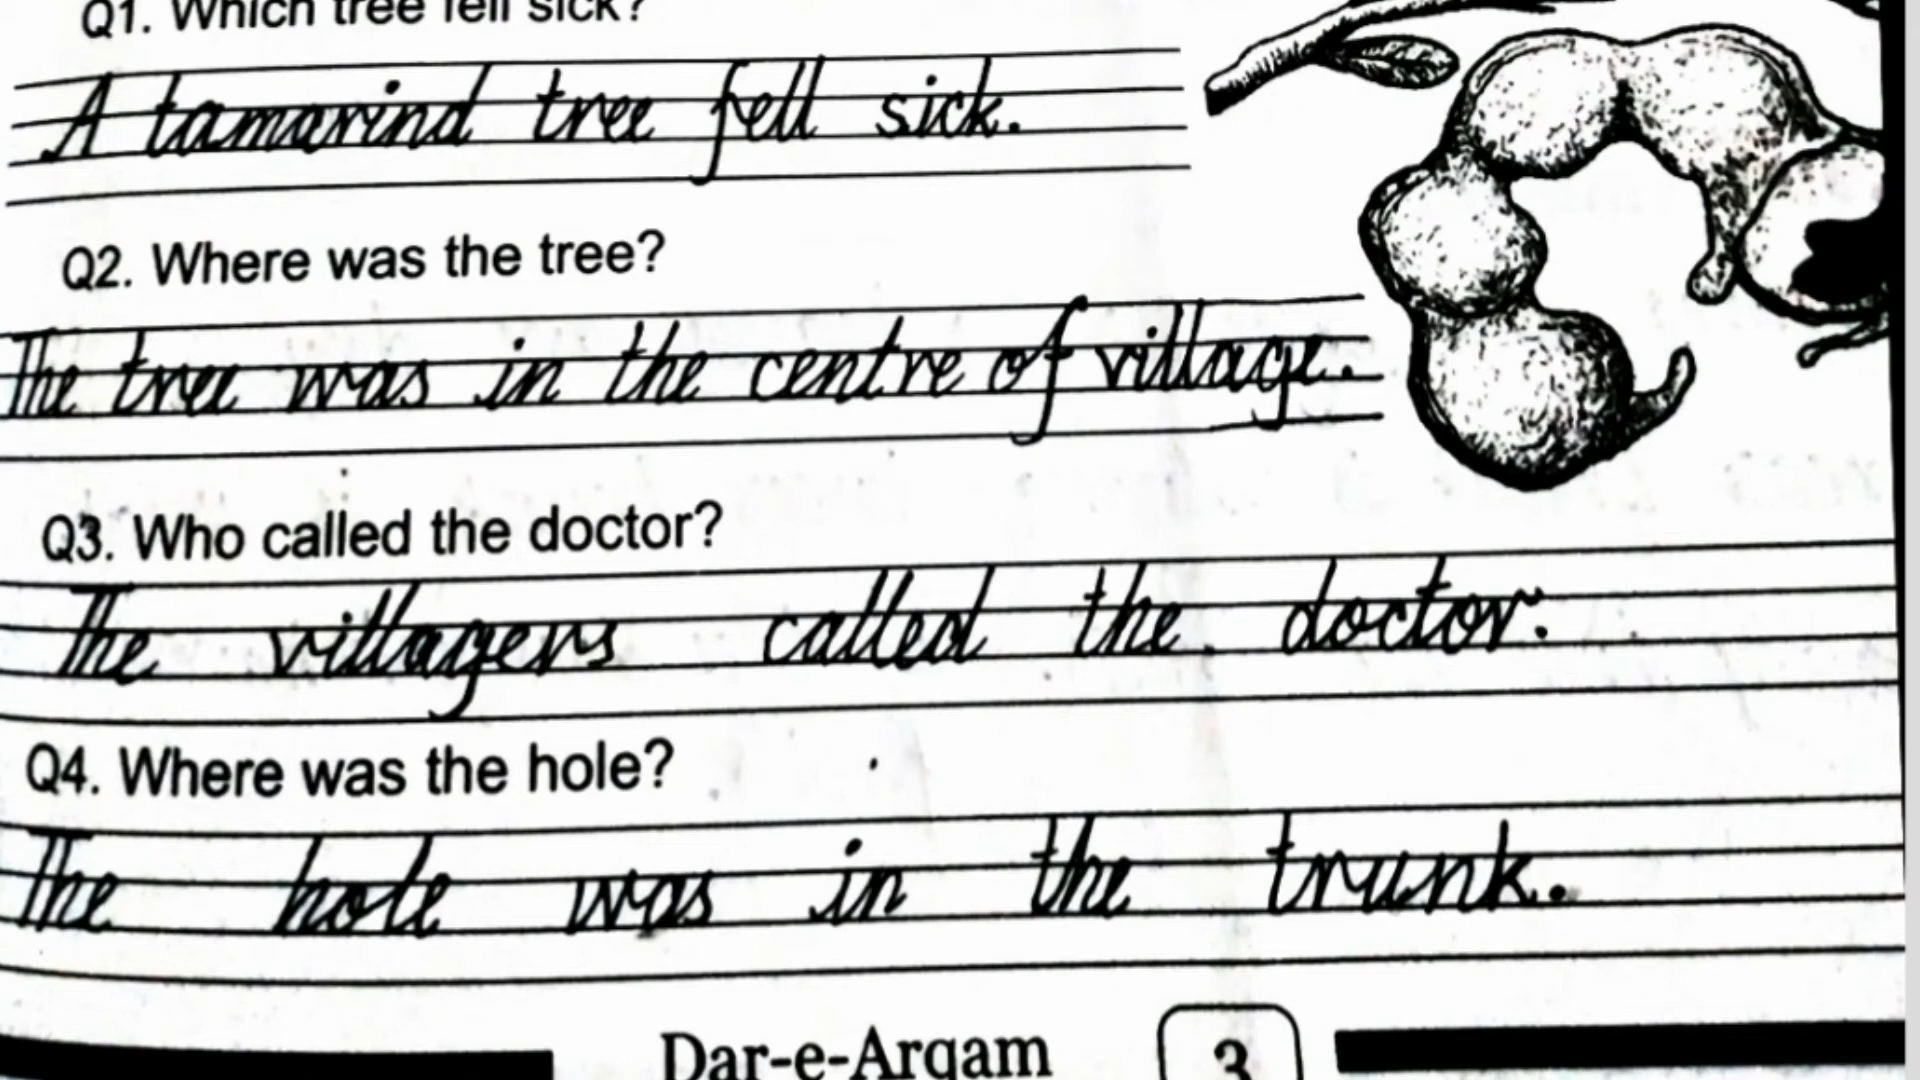 Q1. Which tree fell sick?
A tamarind tree fell sick.
Q2. Where was the tree?
The tree was in the centre of village.
Q3. Who called the doctor?
The villagers called the doctor.
Q4. Where was the hole?
The hole was in the trunk.
Dar-e-Arqam 3